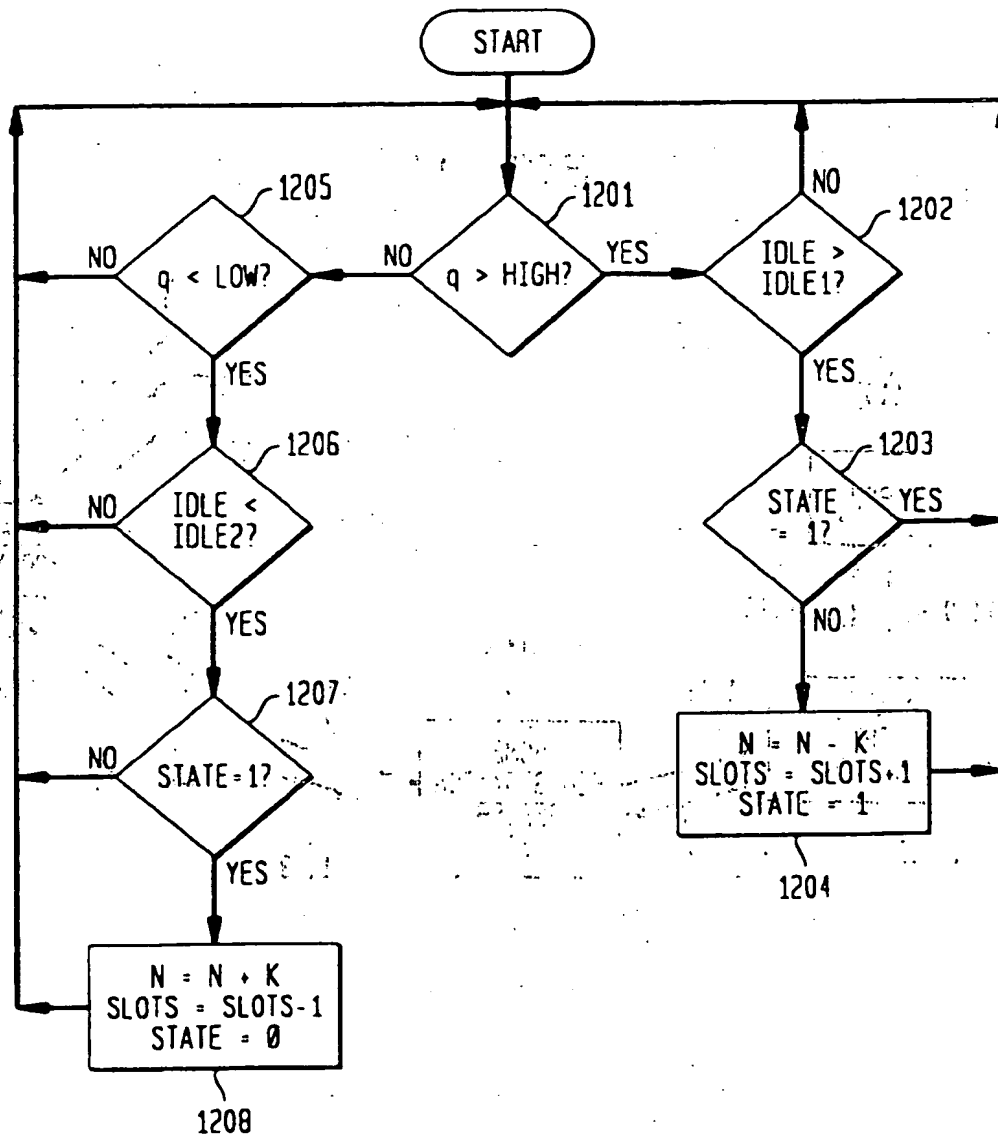 START
1205
1201
1202
NO
q < LOW?
NO
q > HIGH?
YES
IDLE >
IDLE1?
NO
YES
YES
1206
1203
NO
IDLE <
IDLE2?
STATE
= 1?
YES
YES
NO
1207
NO
STATE=1?
N = N - K
SLOTS = SLOTS+1
STATE = 1
YES
1204
N = N + K
SLOTS = SLOTS-1
STATE = 0
1208